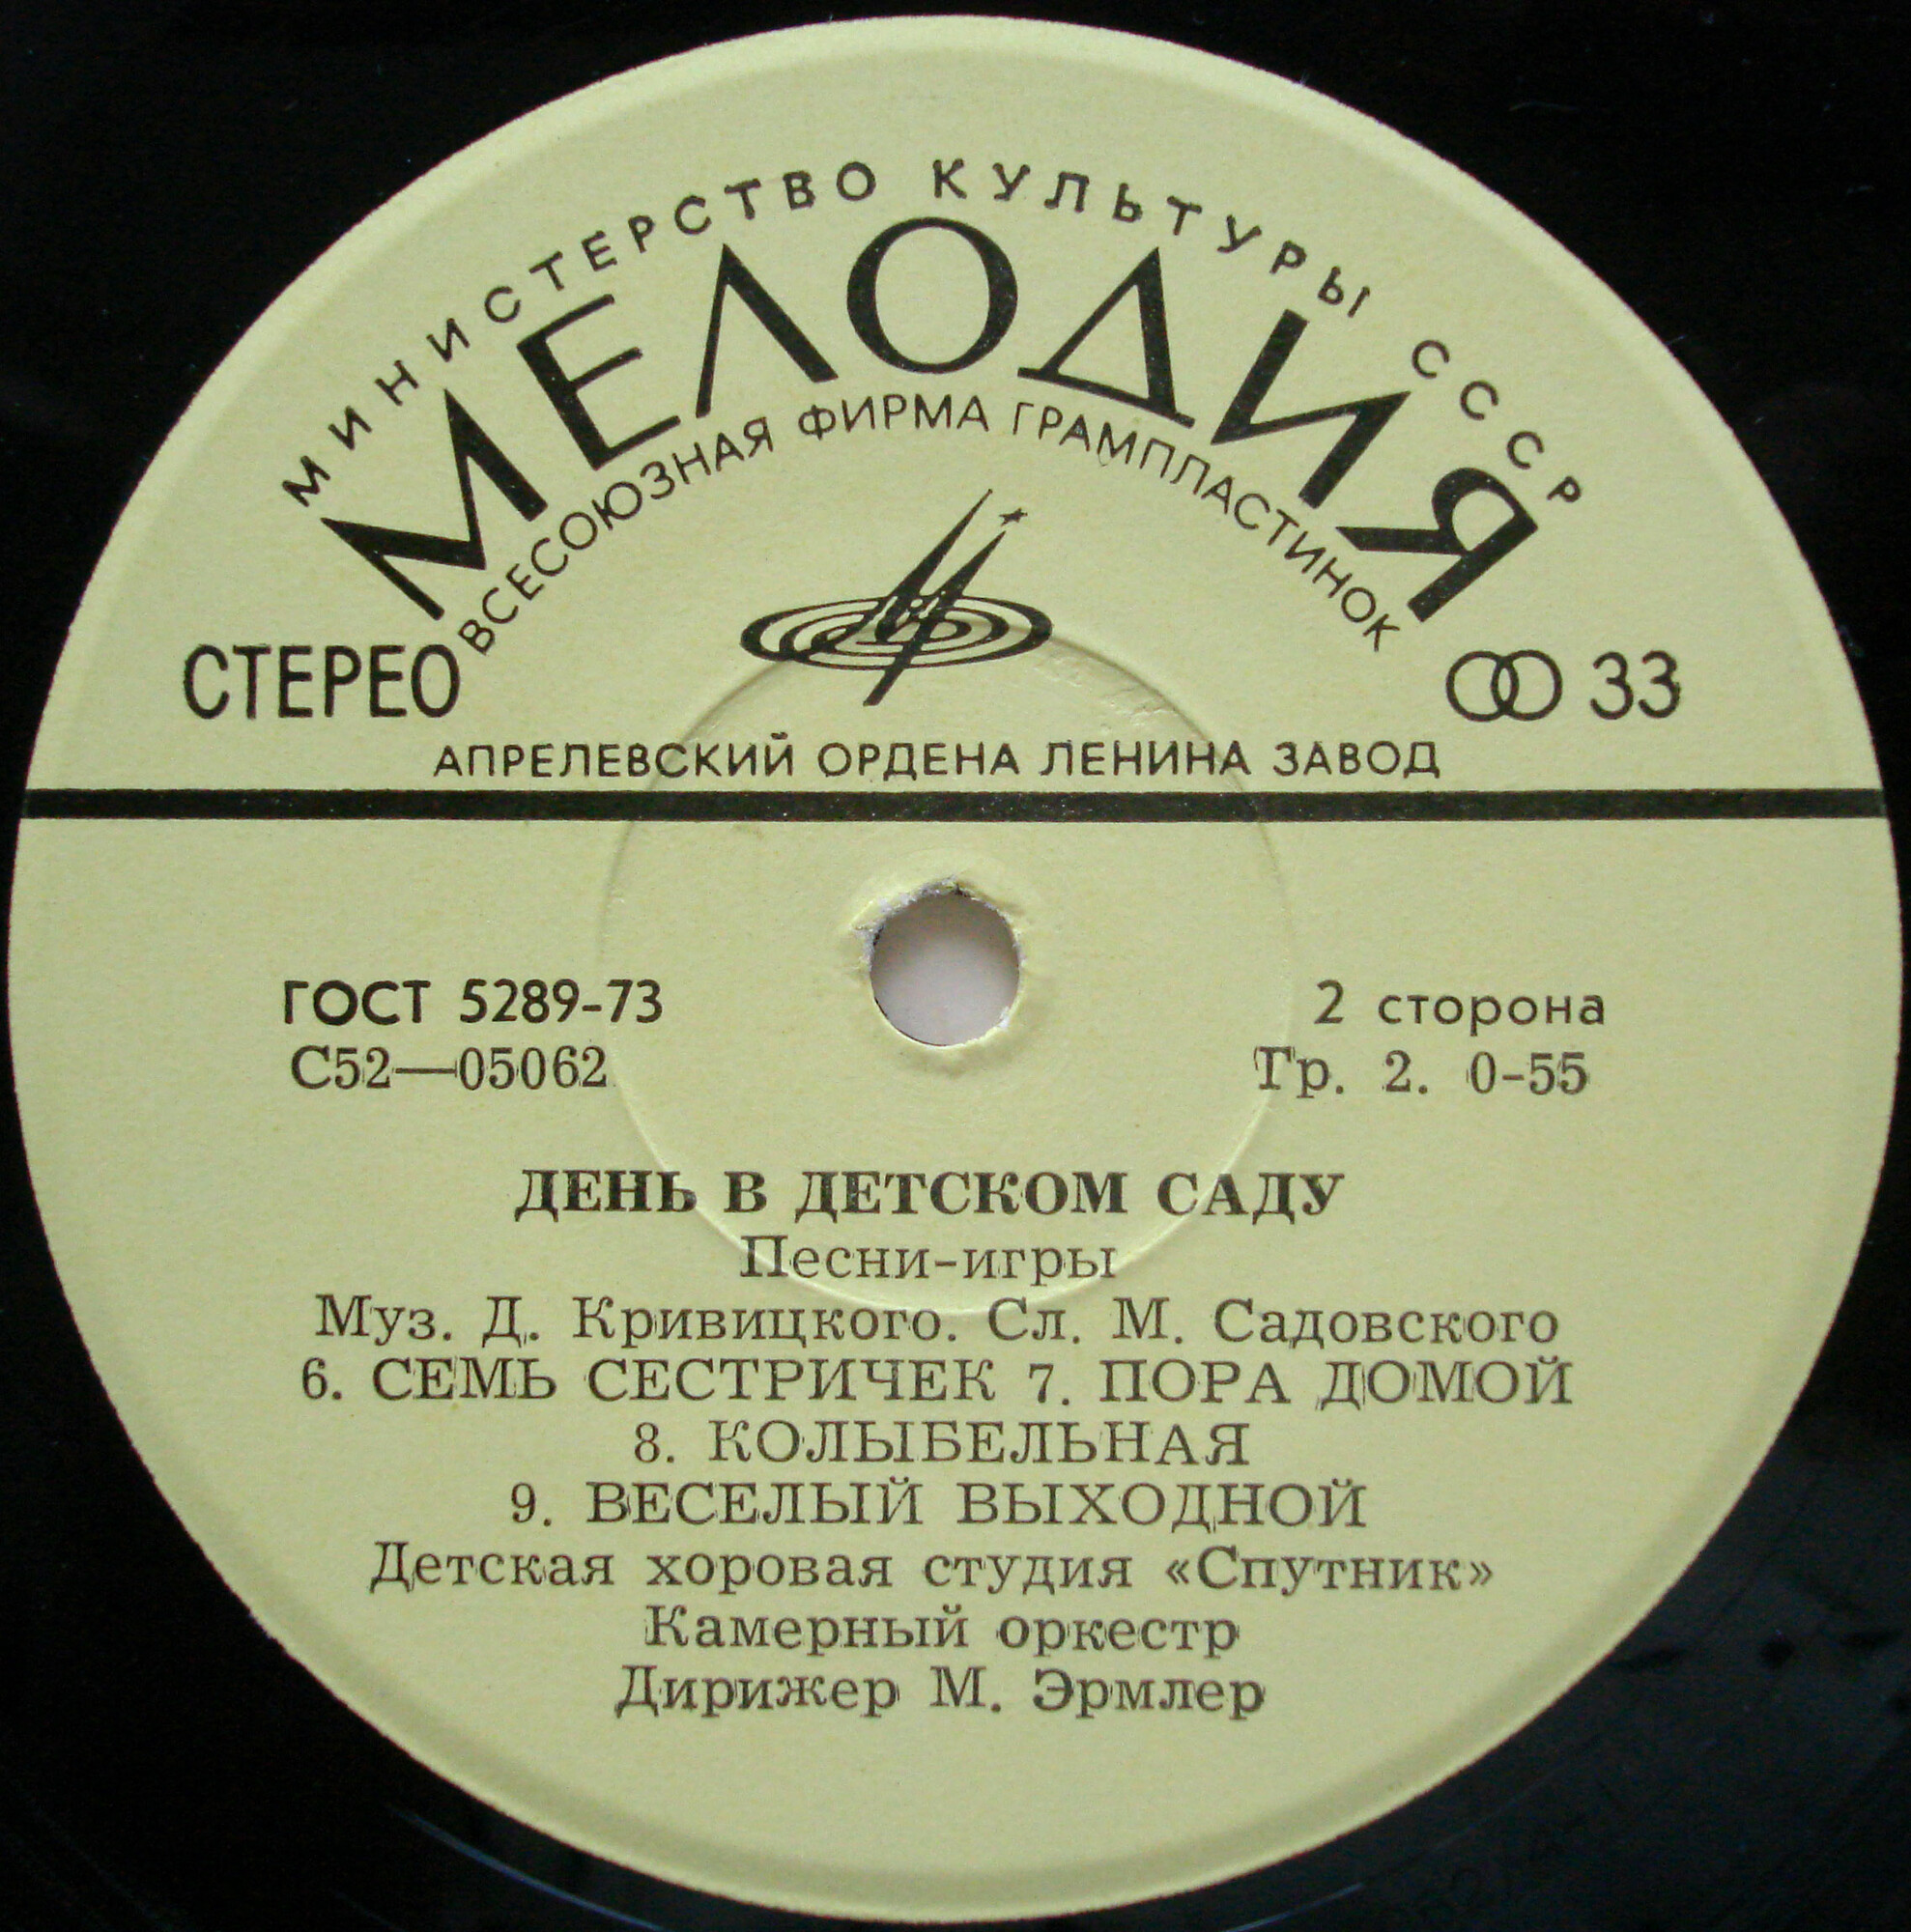 МИНИСТЕРСТВО КУЛЬТУРЫ СССР
МЕЛОДИЯ
ВСЕСОЮЗНАЯ ФИРМА ГРАМПЛАСТИНОК
СТЕРЕО 33
АПРЕЛЕВСКИЙ ОРДЕНА ЛЕНИНА ЗАВОД
ГОСТ 5289-73 2 сторона
С52—05062 Гр. 2. 0-55
ДЕНЬ В ДЕТСКОМ САДУ
Песни-игры
Муз. Д. Кривицкого. Сл. М. Садовского
6. СЕМЬ СЕСТРИЧЕК 7. ПОРА ДОМОЙ
8. КОЛЫБЕЛЬНАЯ
9. ВЕСЕЛЫЙ ВЫХОДНОЙ
Детская хоровая студия «Спутник»
Камерный оркестр
Дирижер М. Эрмлер